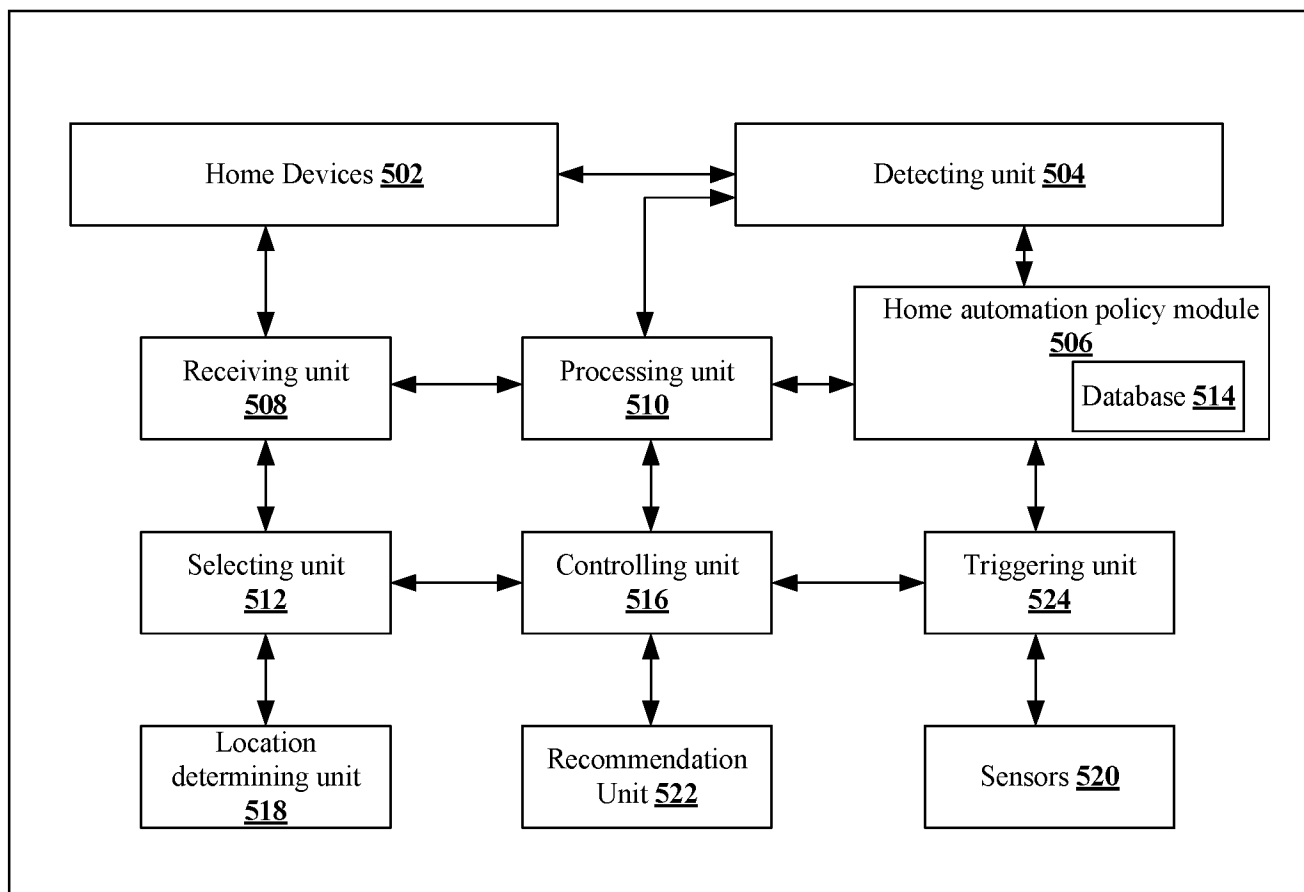 Home Devices 502
Detecting unit 504
Home automation policy module
506
Database 514
Receiving unit
508
Processing unit
510
Selecting unit
512
Controlling unit
516
Triggering unit
524
Location
determining unit
518
Recommendation
Unit 522
Sensors 520